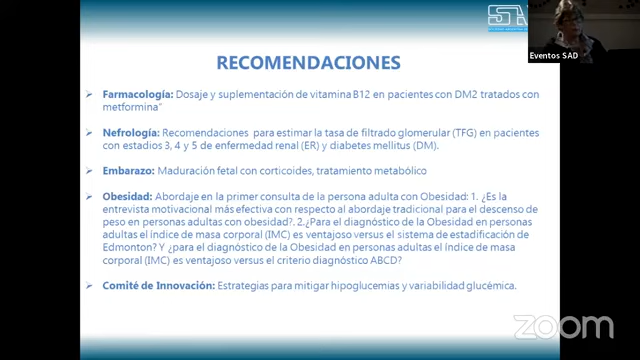 SAD
Eventos SAD
RECOMENDACIONES
Farmacología: Dosaje y suplementación de vitamina B12 en pacientes con DM2 tratados con
metformina"
Nefrología: Recomendaciones para estimar la tasa de filtrado glomerular (TFG) en pacientes
con estadios 3, 4 y 5 de enfermedad renal (ER) y diabetes mellitus (DM).
Embarazo: Maduración fetal con corticoides, tratamiento metabólico
Obesidad: Abordaje en la primer consulta de la persona adulta con Obesidad: 1. ¿Es la
entrevista motivacional más efectiva con respecto al abordaje tradicional para el descenso de
peso en personas adultas con obesidad?. 2.¿Para el diagnóstico de la Obesidad en personas
adultas el índice de masa corporal (IMC) es ventajoso versus el sistema de estadificación de
Edmonton? Y ¿para el diagnóstico de la Obesidad en personas adultas el índice de masa
corporal (IMC) es ventajoso versus el criterio diagnóstico ABCD?
Comité de Innovación: Estrategias para mitigar hipoglucemias y variabilidad glucémica.
zoom